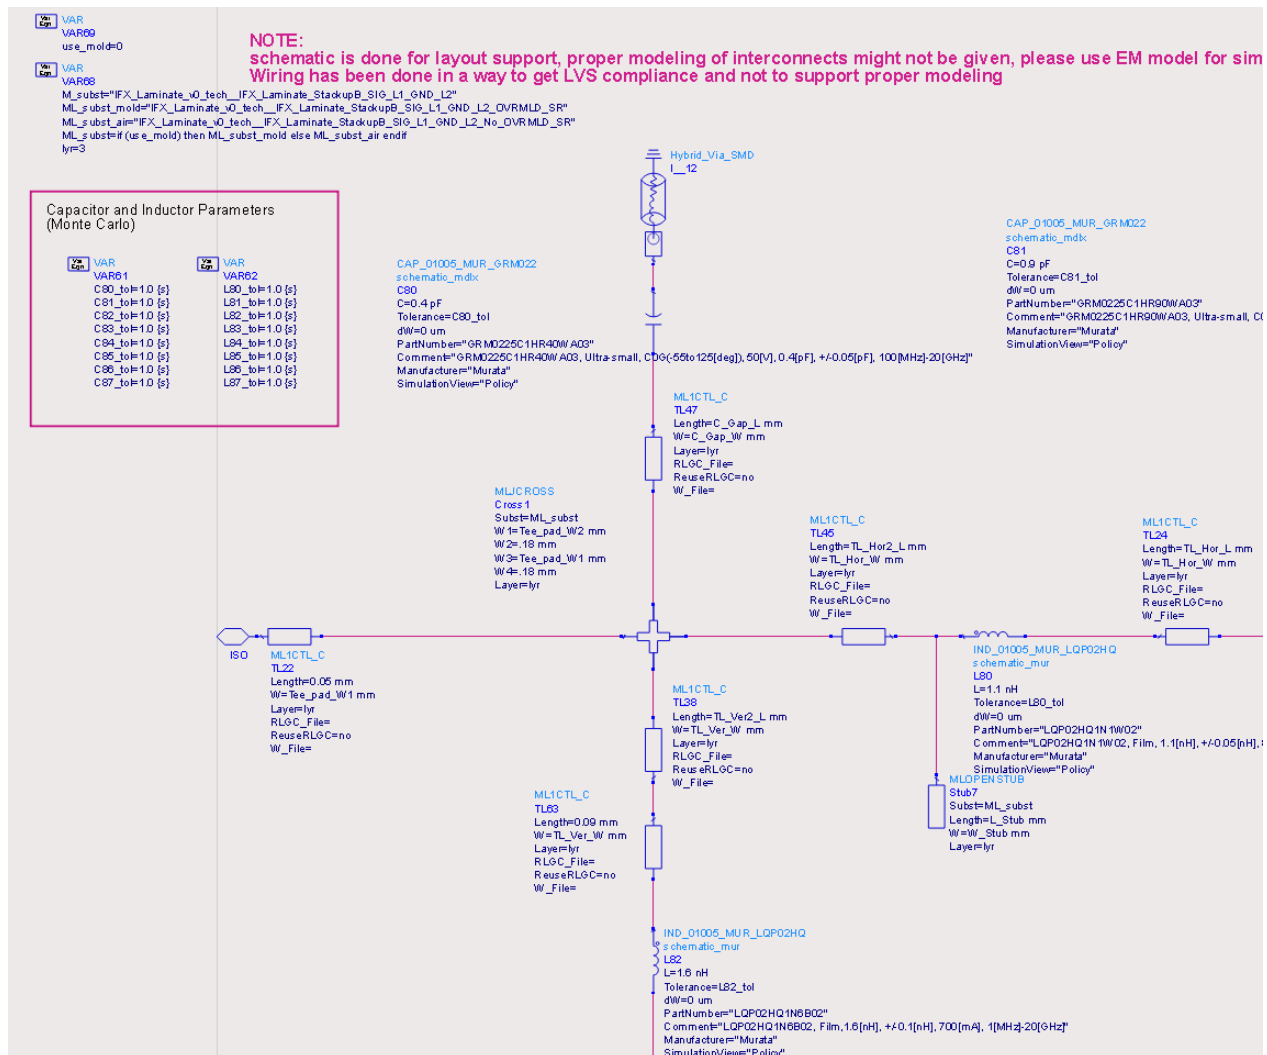 VAR
VAR69
use_mold=0
VAR
VAR68
M_subst="IFX_Laminate_v0_tech__IFX_Laminate_StackupB_SIG_L1_GND_L2"
ML_subst_mold="IFX_Laminate_v0_tech__IFX_Laminate_StackupB_SIG_L1_GND_L2_OVRMLD_SR"
ML_subst_air="IFX_Laminate_v0_tech__IFX_Laminate_StackupB_SIG_L1_GND_L2_No_OVRMLD_SR"
ML_subst=if (use_mold) then ML_subst_mold else ML_subst_air endif
lyr=3
NOTE:
schematic is done for layout support, proper modeling of interconnects might not be given, please use EM model for sim
Wiring has been done in a way to get LVS compliance and not to support proper modeling
Hybrid_Via_SMD
I__12
Capacitor and Inductor Parameters
(Monte Carlo)
VAR
VAR61
C80_tol=1.0 {s}
C81_tol=1.0 {s}
C82_tol=1.0 {s}
C83_tol=1.0 {s}
C84_tol=1.0 {s}
C85_tol=1.0 {s}
C86_tol=1.0 {s}
C87_tol=1.0 {s}
VAR
VAR62
L80_tol=1.0 {s}
L81_tol=1.0 {s}
L82_tol=1.0 {s}
L83_tol=1.0 {s}
L84_tol=1.0 {s}
L85_tol=1.0 {s}
L86_tol=1.0 {s}
L87_tol=1.0 {s}
CAP_01005_MUR_GRM022
schematic_mdlx
C80
C=0.4 pF
Tolerance=C80_tol
dW=0 um
PartNumber="GRM0225C1HR40WA03"
Comment="GRM0225C1HR40WA03, Ultra-small, C0G(-55to125[deg]), 50[V], 0.4[pF], +/-0.05[pF], 100[MHz]-20[GHz]"
Manufacturer="Murata"
SimulationView="Policy"
CAP_01005_MUR_GRM022
schematic_mdlx
C81
C=0.9 pF
Tolerance=C81_tol
dW=0 um
PartNumber="GRM0225C1HR90WA03"
Comment="GRM0225C1HR90WA03, Ultra-small, C0
Manufacturer="Murata"
SimulationView="Policy"
ML1CTL_C
TL47
Length=C_Gap_L mm
W=C_Gap_W mm
Layer=lyr
RLGC_File=
ReuseRLGC=no
W_File=
MLJCROSS
Cross1
Subst=ML_subst
W1=Tee_pad_W2 mm
W2=.18 mm
W3=Tee_pad_W1 mm
W4=.18 mm
Layer=lyr
ML1CTL_C
TL45
Length=TL_Hor2_L mm
W=TL_Hor_W mm
Layer=lyr
RLGC_File=
ReuseRLGC=no
W_File=
ML1CTL_C
TL24
Length=TL_Hor_L mm
W=TL_Hor_W mm
Layer=lyr
RLGC_File=
ReuseRLGC=no
W_File=
ISO
ML1CTL_C
TL22
Length=0.05 mm
W=Tee_pad_W1 mm
Layer=lyr
RLGC_File=
ReuseRLGC=no
W_File=
ML1CTL_C
TL38
Length=TL_Ver2_L mm
W=TL_Ver_W mm
Layer=lyr
RLGC_File=
ReuseRLGC=no
W_File=
IND_01005_MUR_LQP02HQ
schematic_mur
L80
L=1.1 nH
Tolerance=L80_tol
dW=0 um
PartNumber="LQP02HQ1N1W02"
Comment="LQP02HQ1N1W02, Film, 1.1[nH], +/-0.05[nH],
Manufacturer="Murata"
SimulationView="Policy"
MLOPENSTUB
Stub7
Subst=ML_subst
Length=L_Stub mm
W=W_Stub mm
Layer=lyr
ML1CTL_C
TL63
Length=0.09 mm
W=TL_Ver_W mm
Layer=lyr
RLGC_File=
ReuseRLGC=no
W_File=
IND_01005_MUR_LQP02HQ
schematic_mur
L82
L=1.6 nH
Tolerance=L82_tol
dW=0 um
PartNumber="LQP02HQ1N6B02"
Comment="LQP02HQ1N6B02, Film,1.6[nH], +/-0.1[nH], 700[mA], 1[MHz]-20[GHz]"
Manufacturer="Murata"
SimulationView="Policy"